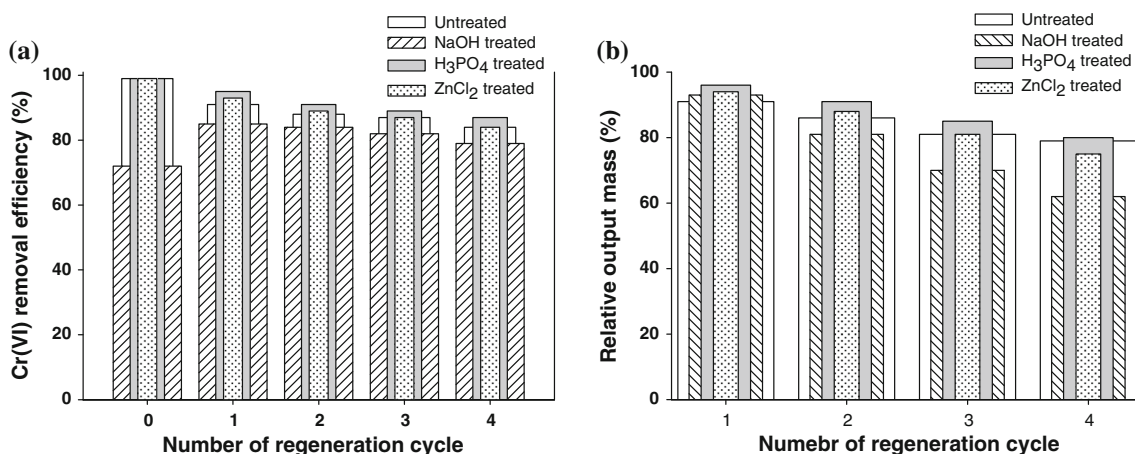 (a)
Untreated
NaOH treated
H3PO4 treated
ZnCl2 treated
Cr(VI) removal efficiency (%)
100
80
60
40
20
0
0 1 2 3 4
Number of regeneration cycle
(b)
Untreated
NaOH treated
H3PO4 treated
ZnCl2 treated
Relative output mass (%)
100
80
60
40
20
0
1 2 3 4
Numebr of regeneration cycle